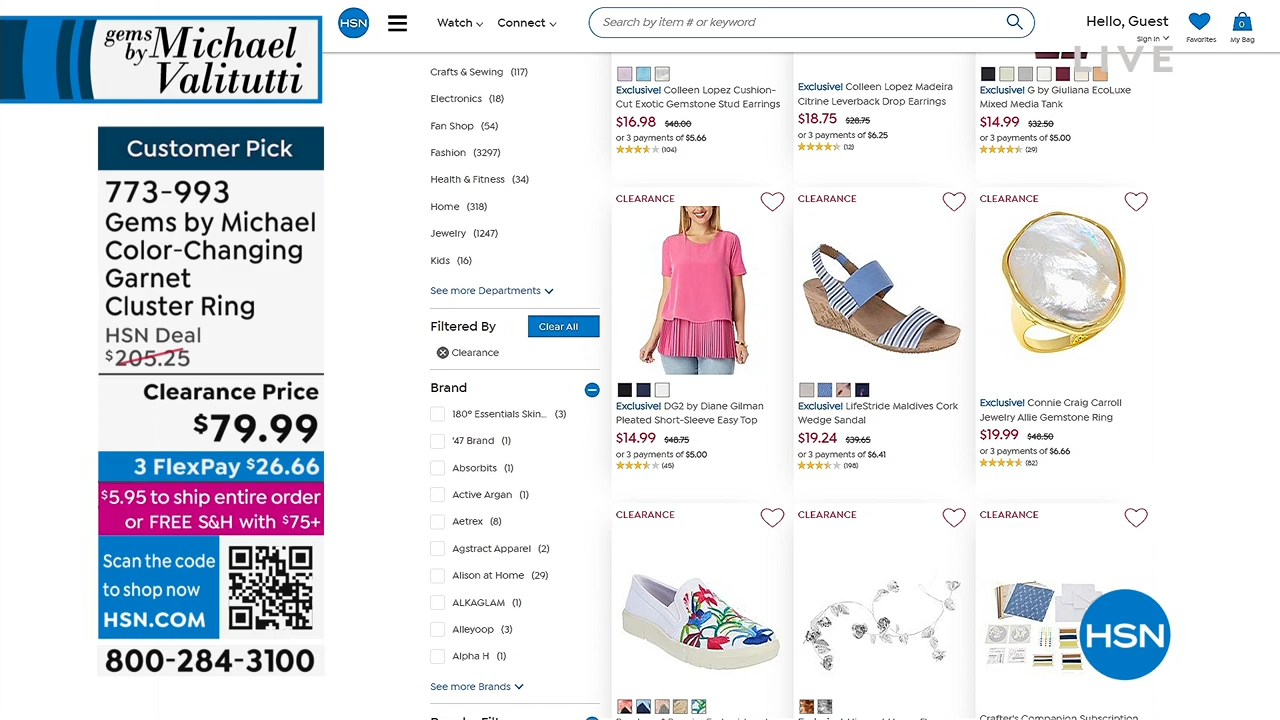 gems
by Michael
Valitutti
Customer Pick
773-993
Gems by Michael
Color-Changing
Garnet
Cluster Ring
HSN Deal
$205.25
Clearance Price
$79.99
3 FlexPay $26.66
$5.95 to ship entire order
or FREE S&H with $75+
Scan the code
to shop now
HSN.COM
800-284-3100
HSN
Watch
Connect
Search by item # or keyword
Hello, Guest
Sign In
Favorites
0
My Bag
LIVE
Crafts & Sewing (117)
Electronics (18)
Fan Shop (54)
Fashion (3297)
Health & Fitness (34)
Home (318)
Jewelry (1247)
Kids (16)
See more Departments
Filtered By
Clear All
Clearance
Brand
180° Essentials Skin... (3)
'47 Brand (1)
Absorbits (1)
Active Argan (1)
Aetrex (8)
Agstract Apparel (2)
Alison at Home (29)
ALKAGLAM (1)
Alleyoop (3)
Alpha H (1)
See more Brands
Exclusive! Colleen Lopez Cushion-
Cut Exotic Gemstone Stud Earrings
$16.98 $48.00
or 3 payments of $5.66
(104)
Exclusive! Colleen Lopez Madeira
Citrine Leverback Drop Earrings
$18.75 $28.75
or 3 payments of $6.25
(12)
Exclusive! G by Giuliana EcoLuxe
Mixed Media Tank
$14.99 $32.50
or 3 payments of $5.00
(29)
CLEARANCE
Exclusive! DG2 by Diane Gilman
Pleated Short-Sleeve Easy Top
$14.99 $48.75
or 3 payments of $5.00
(45)
CLEARANCE
Exclusive! LifeStride Maldives Cork
Wedge Sandal
$19.24 $39.65
or 3 payments of $6.41
(198)
CLEARANCE
Exclusive! Connie Craig Carroll
Jewelry Allie Gemstone Ring
$19.99 $48.50
or 3 payments of $6.66
(82)
CLEARANCE
CLEARANCE
CLEARANCE
Crafter's Companion Subscription
HSN